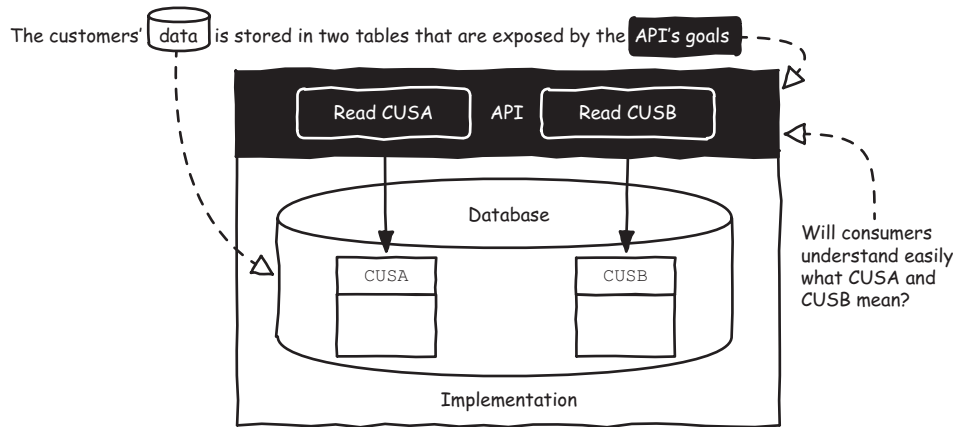 The customers' data is stored in two tables that are exposed by the API's goals
Read CUSA API Read CUSB
Database
CUSA CUSB
Will consumers
understand easily
what CUSA and
CUSB mean?
Implementation